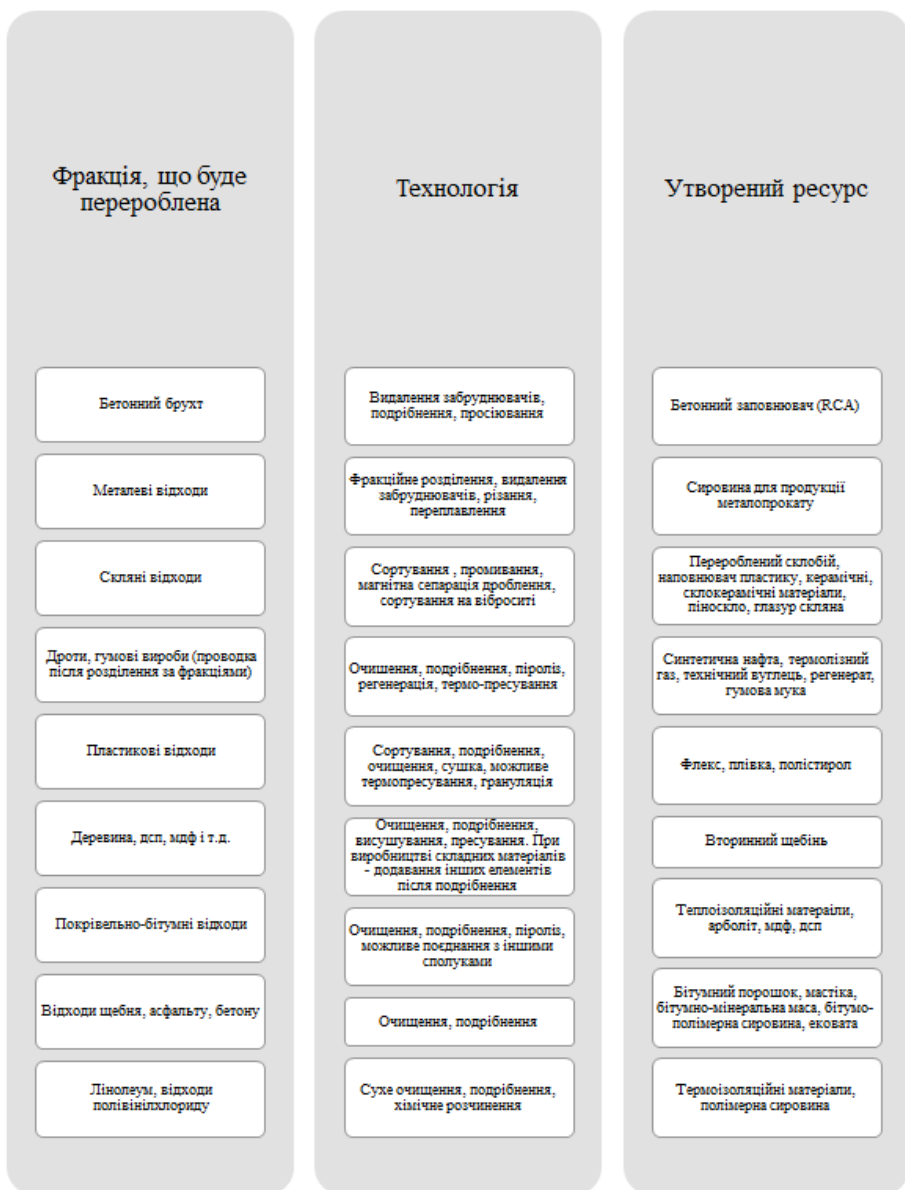 Фракція, що буде
перероблена
Бетонний брухт
Металеві відходи
Скляні відходи
Дроти, гумові вироби (проводка
після розділення за фракціями)
Пластикові відходи
Деревина, дсп, мдф і т.д.
Покрівельно-бітумні відходи
Відходи щебня, асфальту, бетону
Лінолеум, відходи
полівінілхлориду
Технологія
Видалення забруднювачів,
подрібнення, просіювання
Фракційне розділення, видалення
забруднювачів, різання,
переплавлення
Сортування , промивання,
магнітна сепарація дроблення,
сортування на віброситі
Очишення, подрібнення, піроліз,
регенерація, термо-пресування
Сортування, подрібнення,
очищення, сушка, можливе
термопресування, грануляція
Очищення, подрібнення,
висушування, пресування. При
виробництві складних матеріалів
- додавання інших елементів
після подрібнення
Очищення, подрібнення, піроліз,
можливе поєднання з іншими
сполуками
Очищення, подрібнення
Сухе очищення, подрібнення,
хімічне розчинення
Утворений ресурс
Бетонний заповнювач (RCA)
Сировина для продукції
металопрокату
Перероблений склобій,
наповнювач пластику, керамічні,
склокерамічні матеріали,
піноскло, глазур скляна
Синтетична нафта, термолізний
газ, технічний вуглець, регенерат,
гумова мука
Флекс, плівка, полістирол
Вторинний щебінь
Теплоізоляційні матераіли,
арболіт, мдф, дсп
Бітумний порошок, мастіка,
бітумно-мінеральна маса, бітумо-
полімерна сировина, ековата
Термоізоляційні матеріали,
полімерна сировина